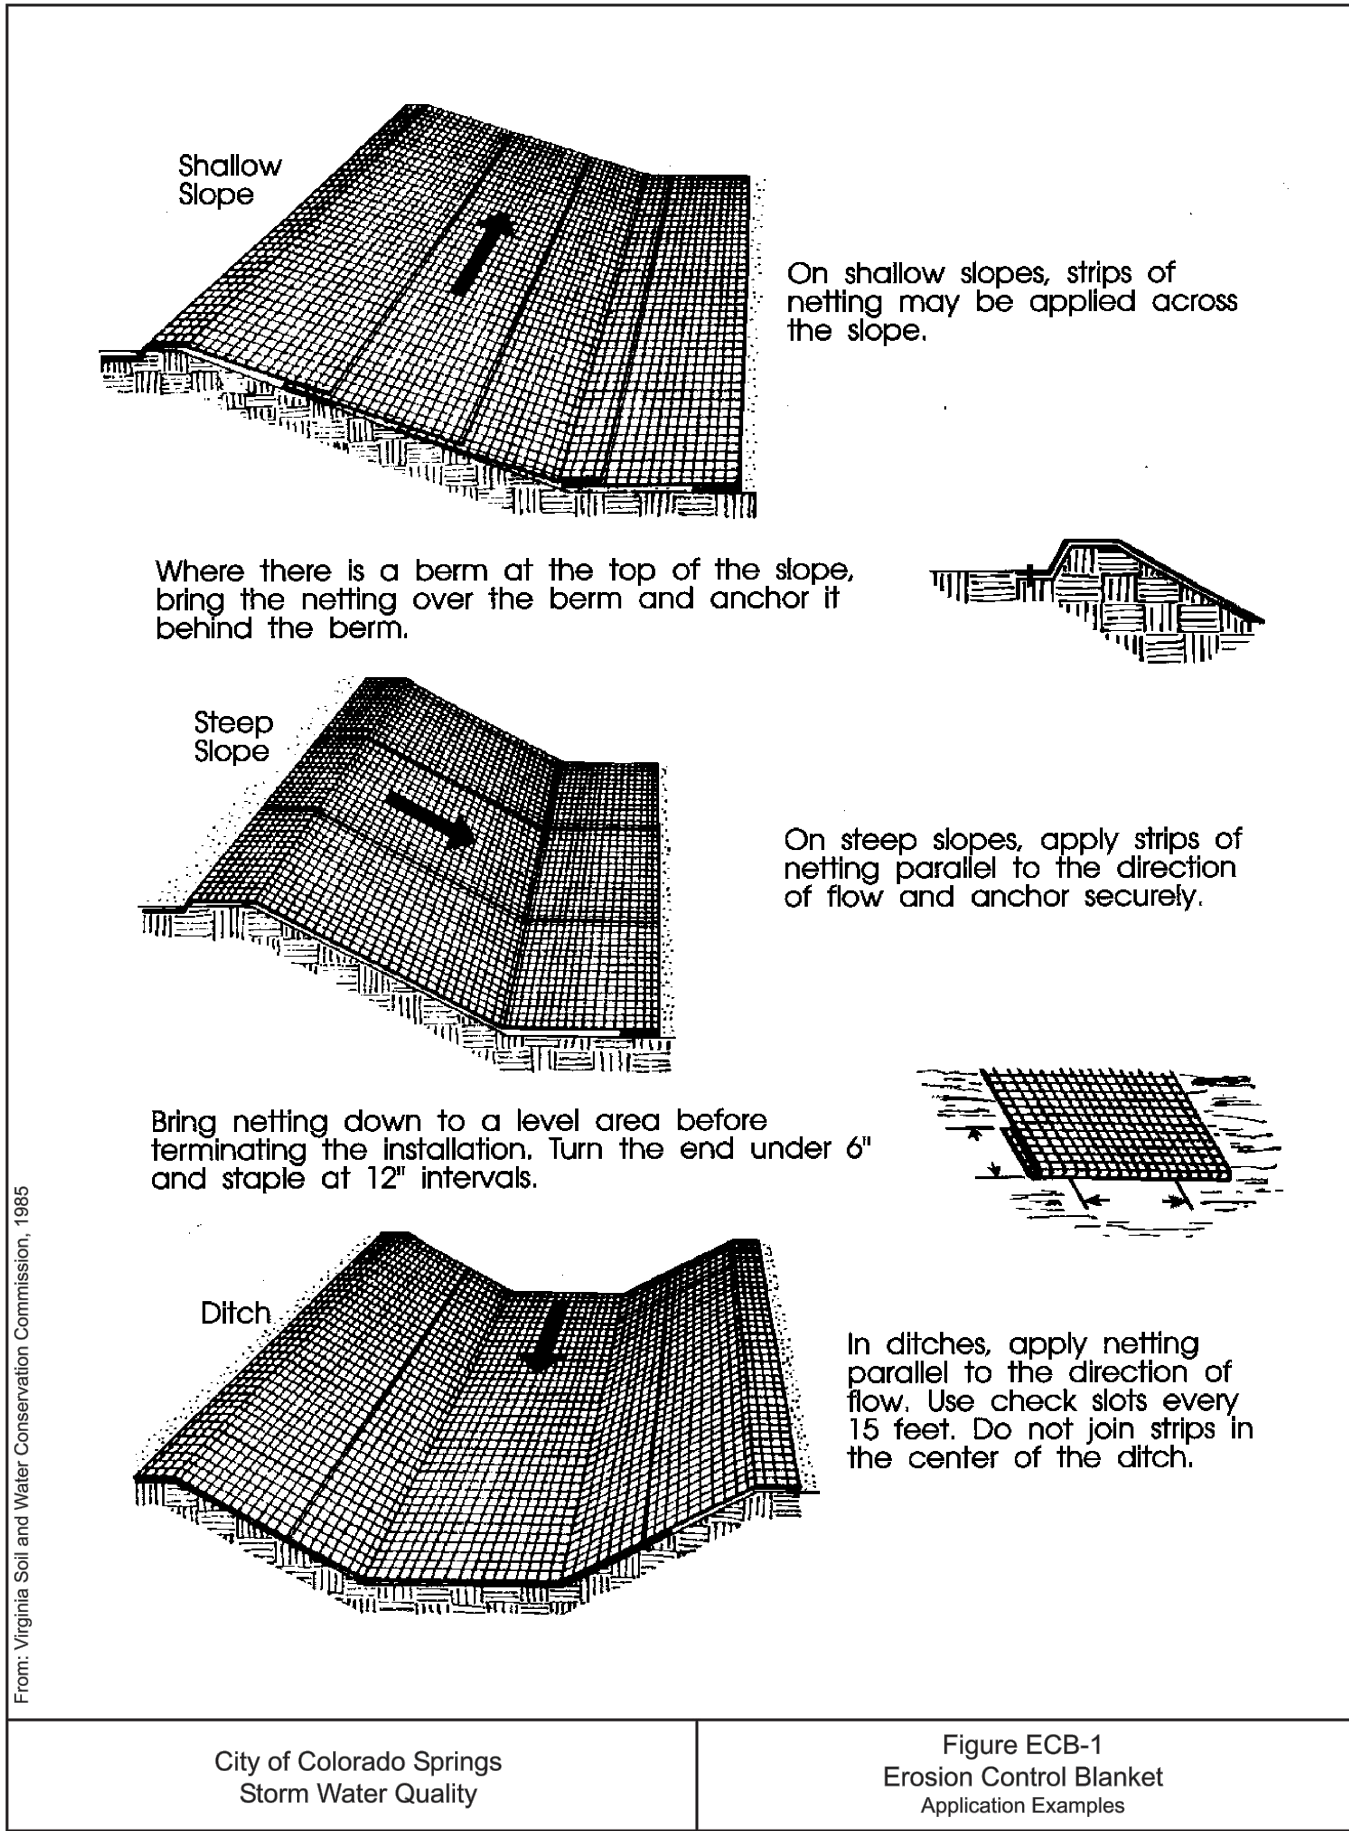 Shallow
Slope
On shallow slopes, strips of
netting may be applied across
the slope.
Where there is a berm at the top of the slope,
bring the netting over the berm and anchor it
behind the berm.
Steep
Slope
On steep slopes, apply strips of
netting parallel to the direction
of flow and anchor securely.
Bring netting down to a level area before
terminating the installation. Turn the end under 6"
and staple at 12" intervals.
Ditch
In ditches, apply netting
parallel to the direction of
flow. Use check slots every
15 feet. Do not join strips in
the center of the ditch.
From: Virginia Soil and Water Conservation Commission, 1985
City of Colorado Springs
Storm Water Quality
Figure ECB-1
Erosion Control Blanket
Application Examples